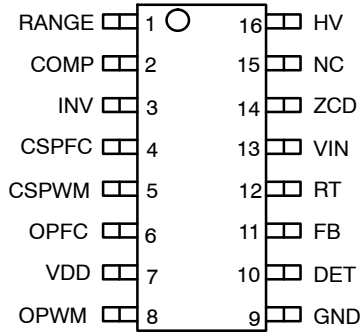 RANGE 1 16 HV
COMP 2 15 NC
INV 3 14 ZCD
CSPFC 4 13 VIN
CSPWM 5 12 RT
OPFC 6 11 FB
VDD 7 10 DET
OPWM 8 9 GND